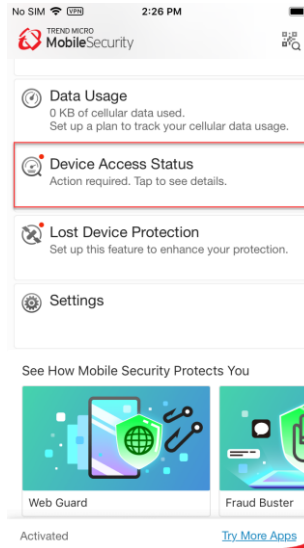 No SIM VPN 2:26 PM
TREND MICRO
MobileSecurity
Data Usage
0 KB of cellular data used.
Set up a plan to track your cellular data usage.
Device Access Status
Action required. Tap to see details.
Lost Device Protection
Set up this feature to enhance your protection.
Settings
See How Mobile Security Protects You
Web Guard
Fraud Buster
Activated
Try More Apps